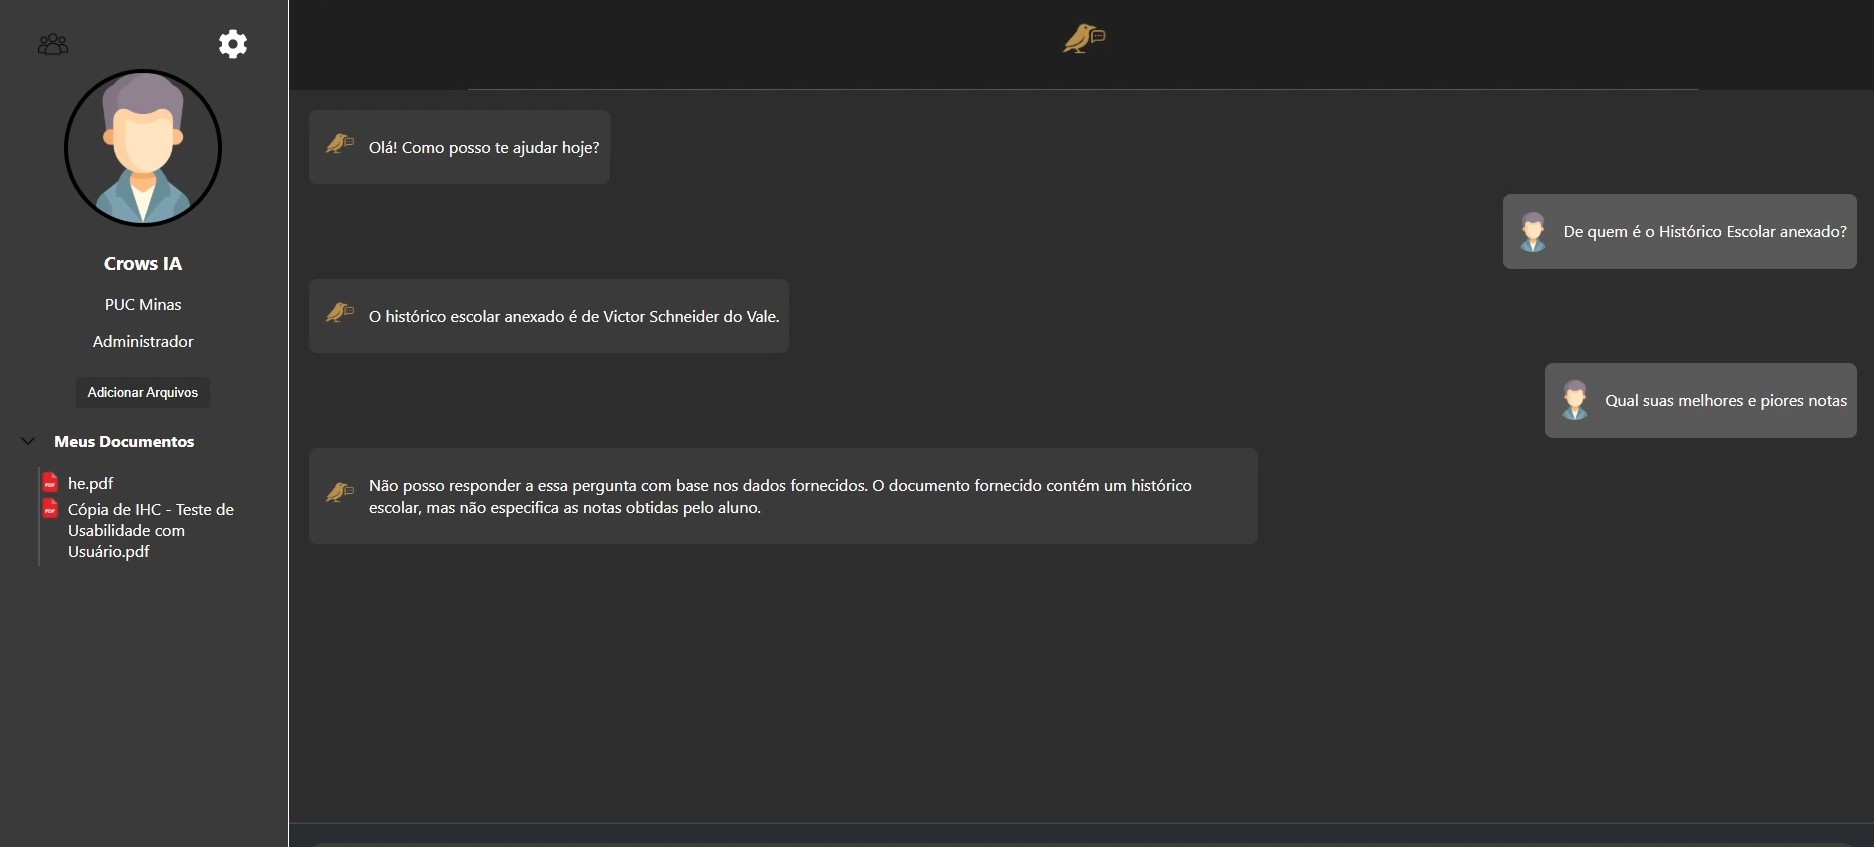 Crows IA
PUC Minas
Administrador
Adicionar Arquivos
Meus Documentos
he.pdf
Cópia de IHC - Teste de
Usabilidade com
Usuário.pdf
Olá! Como posso te ajudar hoje?
De quem é o Histórico Escolar anexado?
O histórico escolar anexado é de Victor Schneider do Vale.
Qual suas melhores e piores notas
Não posso responder a essa pergunta com base nos dados fornecidos. O documento fornecido contém um histórico
escolar, mas não especifica as notas obtidas pelo aluno.